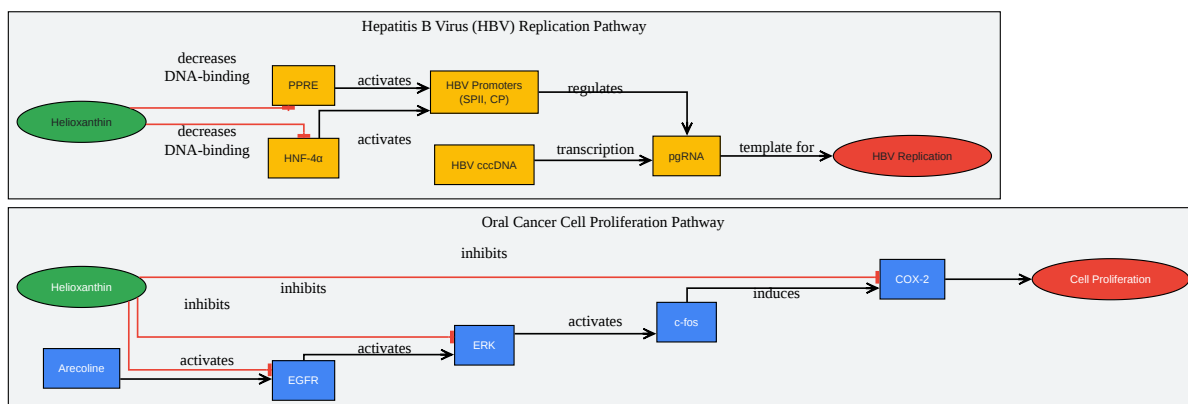 Hepatitis B Virus (HBV) Replication Pathway
decreases
DNA-binding
PPRE
activates
HBV Promoters
(SPII, CP)
regulates
Helioxanthin
decreases
DNA-binding
HNF-4α
activates
HBV cccDNA
transcription
pgRNA
template for
HBV Replication
Oral Cancer Cell Proliferation Pathway
inhibits
Helioxanthin
inhibits
inhibits
COX-2
Cell Proliferation
induces
c-fos
activates
ERK
activates
activates
Arecoline
EGFR